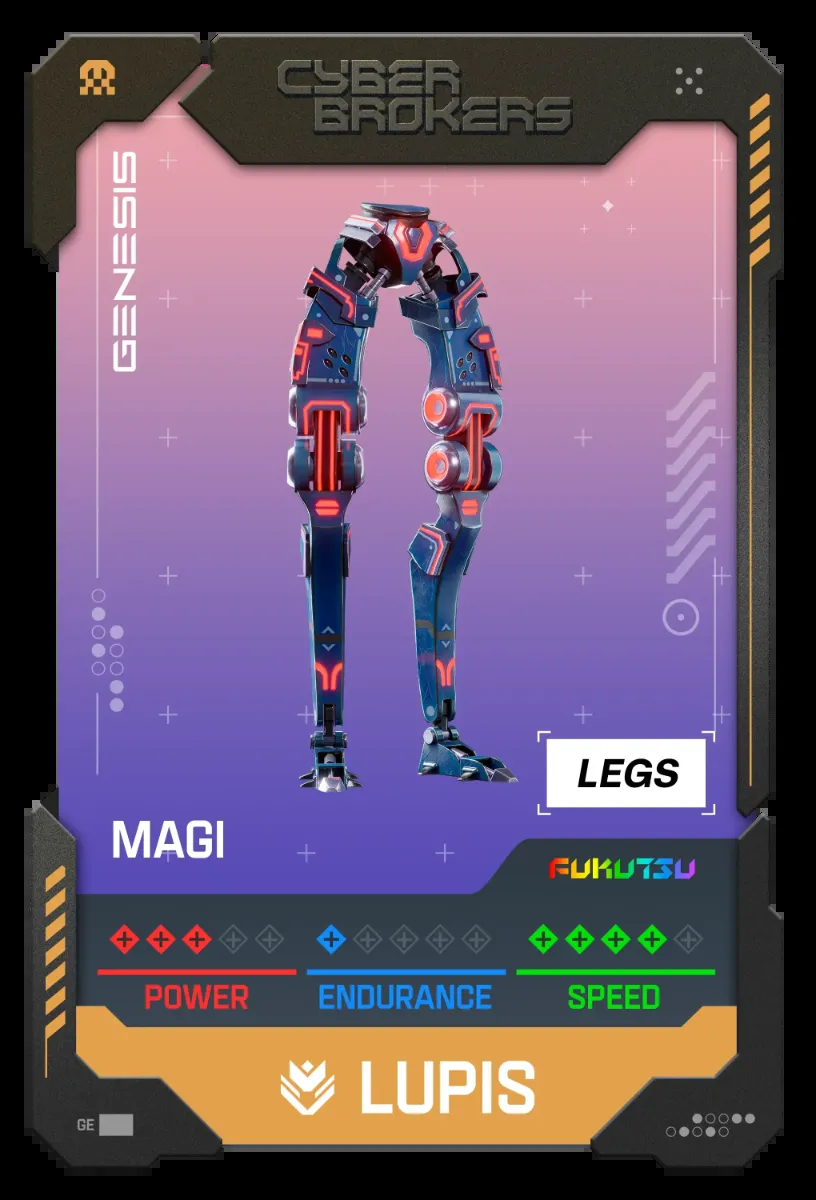 CYBER
BROKERS
GENESIS
LEGS
MAGI
FUKUTSU
POWER
ENDURANCE
SPEED
LUPIS
GE